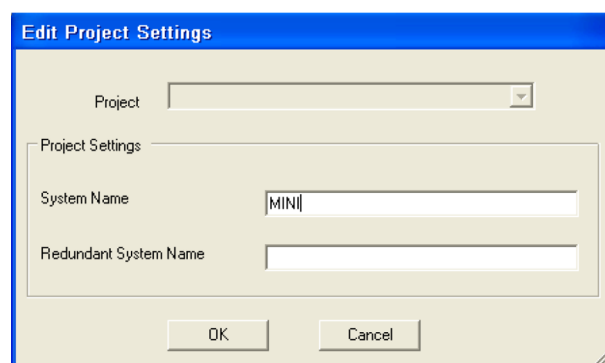 Edit Project Settings
Project
Project Settings
System Name
MINI
Redundant System Name
OK
Cancel